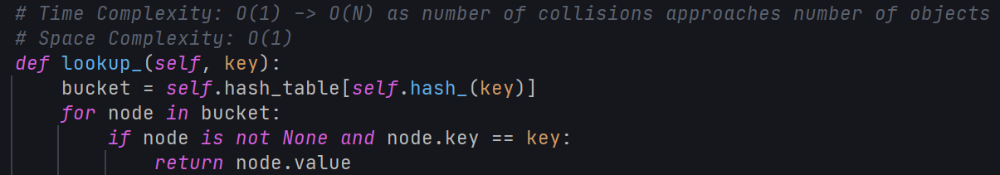 # Time Complexity: O(1) -> O(N) as number of collisions approaches number of objects
# Space Complexity: O(1)
def lookup_(self, key):
    bucket = self.hash_table[self.hash_(key)]
    for node in bucket:
        if node is not None and node.key == key:
            return node.value